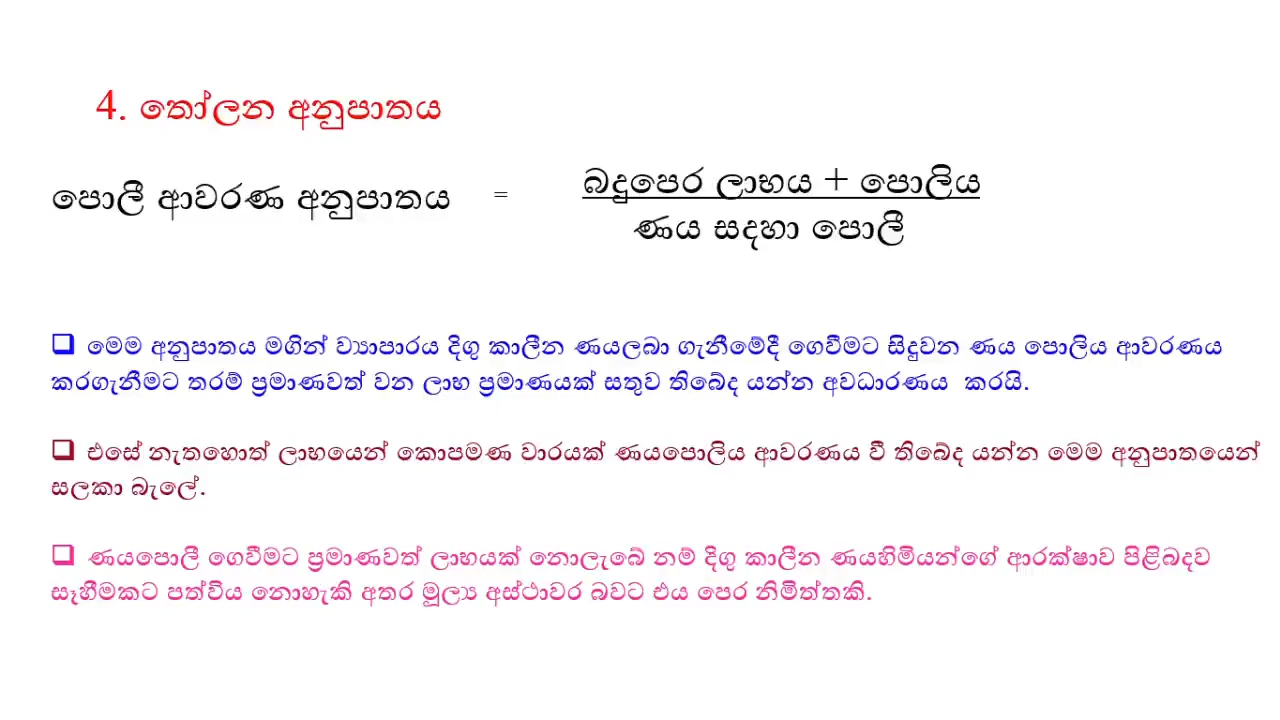 4. තෝලන අනුපාතය
පොලී ආවරණ අනුපාතය = බදුපෙර ලාභය + පොලිය
ණය සදහා පොලී
❑ මෙම අනුපාතය මගින් ව්‍යාපාරය දිගු කාලීන ණයලබා ගැනීමේදී ගෙවීමට සිදුවන ණය පොලිය ආවරණය
කරගැනීමට තරම් ප්‍රමාණවත් වන ලාභ ප්‍රමාණයක් සතුව තිබේද යන්න අවධාරණය කරයි.
❑ එසේ නැතහොත් ලාභයෙන් කොපමණ වාරයක් ණයපොලිය ආවරණය වී තිබේද යන්න මෙම අනුපාතයෙන්
සලකා බැලේ.
❑ ණයපොලී ගෙවීමට ප්‍රමාණවත් ලාභයක් නොලැබේ නම් දිගු කාලීන ණයහිමියන්ගේ ආරක්ෂාව පිළිබදව
සෑහීමකට පත්විය නොහැකි අතර මූල්‍ය අස්ථාවර බවට එය පෙර නිමිත්තකි.